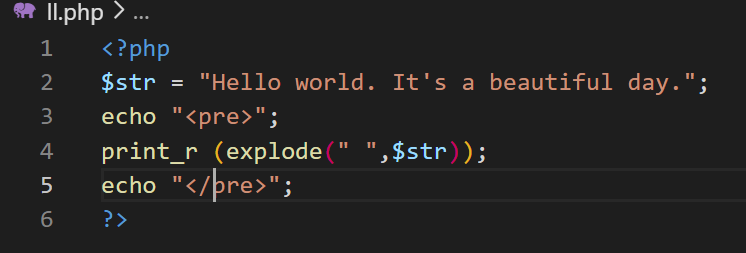 ll.php > ...
1 <?php
2 $str = "Hello world. It's a beautiful day.";
3 echo "<pre>";
4 print_r (explode(" ",$str));
5 echo "</pre>";
6 ?>